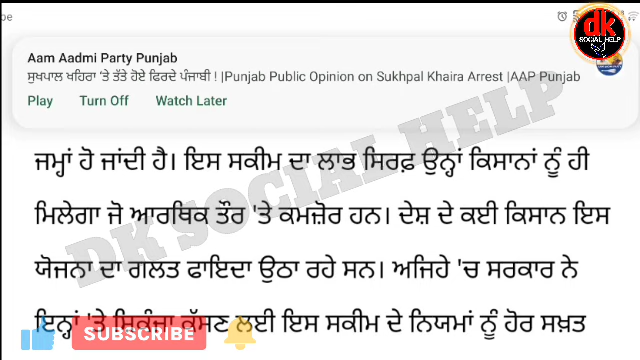 be
dk
SOCIAL HELP
Aam Aadmi Party Punjab
ਸੁਖਪਾਲ ਖਹਿਰਾ 'ਤੇ ਤੱਤੇ ਹੋਏ ਫਿਰਦੇ ਪੰਜਾਬੀ ! |Punjab Public Opinion on Sukhpal Khaira Arrest |AAP Punjab
Play Turn Off Watch Later
DK SOCIAL HELP
ਜਮ੍ਹਾਂ ਹੋ ਜਾਂਦੀ ਹੈ। ਇਸ ਸਕੀਮ ਦਾ ਲਾਭ ਸਿਰਫ਼ ਉਨ੍ਹਾਂ ਕਿਸਾਨਾਂ ਨੂੰ ਹੀ
ਮਿਲੇਗਾ ਜੋ ਆਰਥਿਕ ਤੌਰ 'ਤੇ ਕਮਜ਼ੋਰ ਹਨ। ਦੇਸ਼ ਦੇ ਕਈ ਕਿਸਾਨ ਇਸ
ਯੋਜਨਾ ਦਾ ਗਲਤ ਫਾਇਦਾ ਉਠਾ ਰਹੇ ਸਨ। ਅਜਿਹੇ 'ਚ ਸਰਕਾਰ ਨੇ
ਇਨ੍ਹਾਂ 'ਤੇ ਸ਼ਿਕੰਜਾ ਕੱਸਣ ਲਈ ਇਸ ਸਕੀਮ ਦੇ ਨਿਯਮਾਂ ਨੂੰ ਹੋਰ ਸਖ਼ਤ
SUBSCRIBE